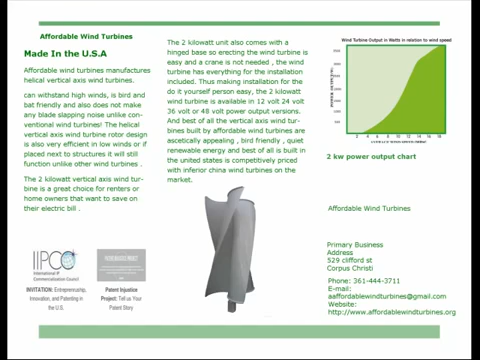 Affordable Wind Turbines
Made In the U.S.A
Affordable wind turbines manufactures
helical vertical axis wind turbines.
can withstand high winds, is bird and
bat friendly and also does not make
any blade slapping noise unlike con-
ventional wind turbines! The helical
vertical axis wind turbine rotor design
is also very efficient in low winds or if
placed next to structures it will still
function unlike other wind turbines .
The 2 kilowatt vertical axis wind tur-
bine is a great choice for renters or
home owners that want to save on
their electric bill .
IIPCC
International IP
Commercialization Council
INVITATION: Entrepreneurship,
Innovation, and Patenting in
the U.S.
Patent Injustice
Project: Tell us Your
Patent Story
The 2 kilowatt unit also comes with a
hinged base so erecting the wind turbine is
easy and a crane is not needed , the wind
turbine has everything for the installation
included. Thus making installation for the
do it yourself person easy, the 2 kilowatt
wind turbine is available in 12 volt 24 volt
36 volt or 48 volt power output versions.
And best of all the vertical axis wind tur-
bines built by affordable wind turbines are
ascetically appealing , bird friendly , quiet
renewable energy and best of all is built in
the united states is competitively priced
with inferior china wind turbines on the
market.
Wind Turbine Output in Watts in relation to wind speed
POWER OUTPUT
2 4 6 8 10 12 14 16 18
2 kw power output chart
Affordable Wind Turbines
Primary Business
Address
529 clifford st
Corpus Christi
Phone: 361-444-3711
E-mail:
aaffordablewindturbines@gmail.com
Website:
http://www.affordablewindturbines.org